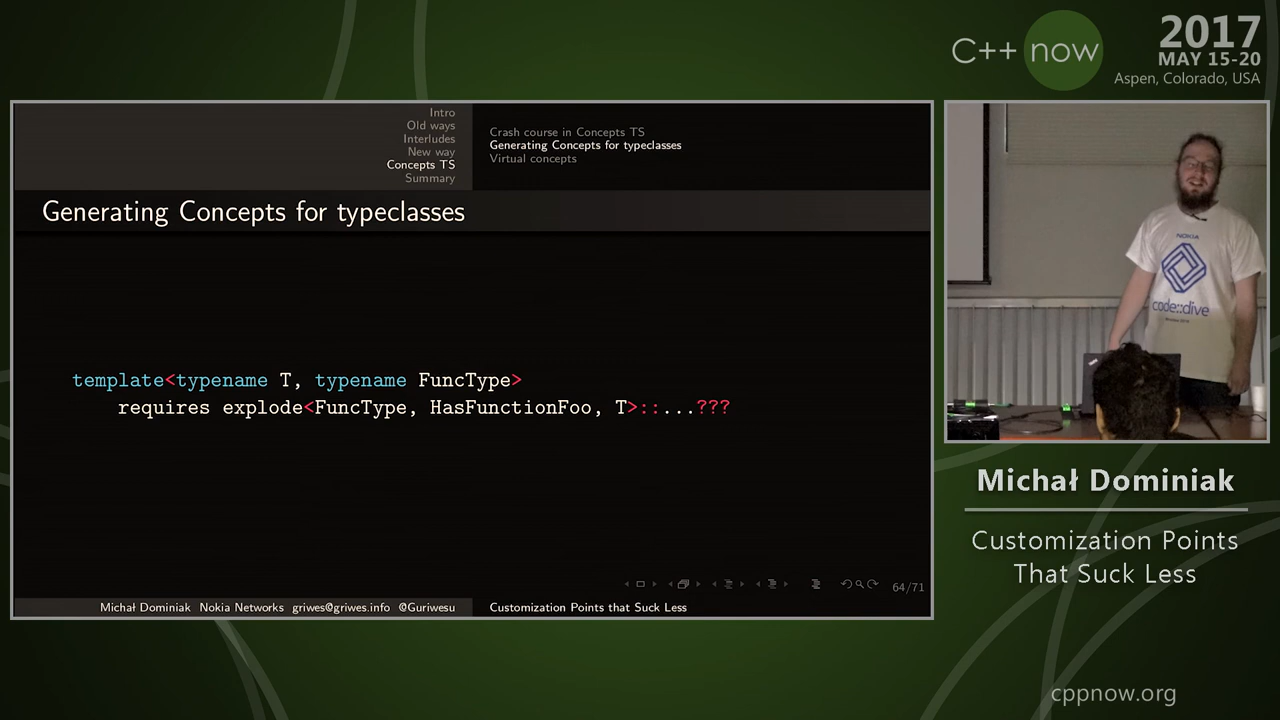 C++ now
2017
MAY 15-20
Aspen, Colorado, USA
Intro
Old ways
Interludes
New way
Concepts TS
Summary
Crash course in Concepts TS
Generating Concepts for typeclasses
Virtual concepts
Generating Concepts for typeclasses
template<typename T, typename FuncType>
requires explode<FuncType, HasFunctionFoo, T>::...???
64/71
Michał Dominiak Nokia Networks griwes@griwes.info @Guriwesu
Customization Points that Suck Less
NOKIA
code::dive
Michał Dominiak
Customization Points
That Suck Less
cppnow.org